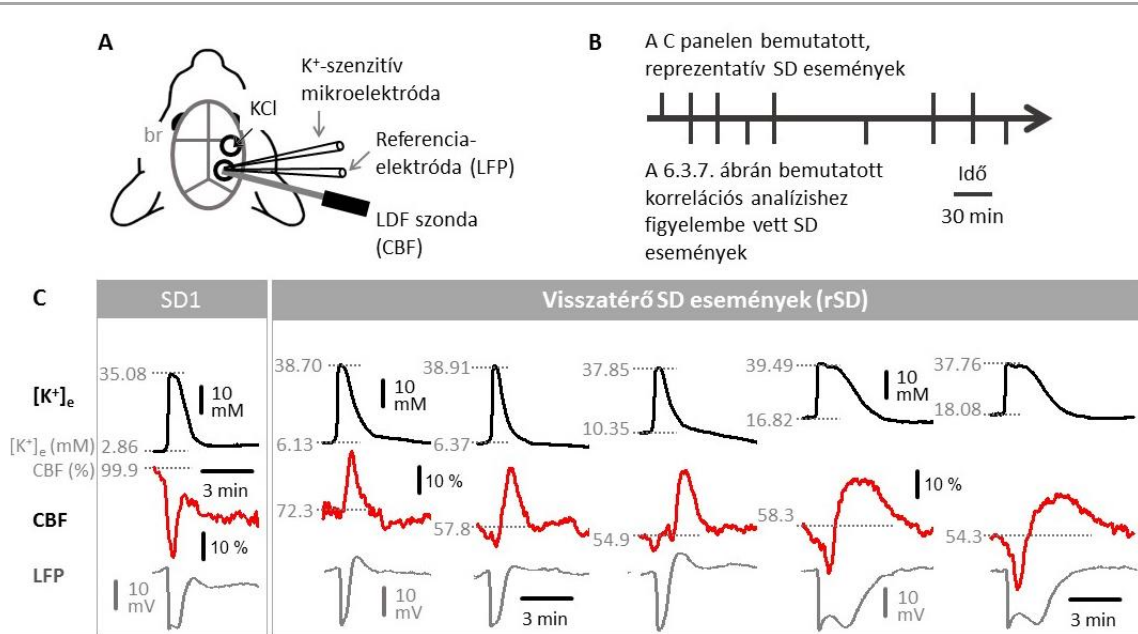 A
K⁺-szenzitív
mikroelektróda
KCl
br
Referencia-
elektróda (LFP)
LDF szonda
(CBF)
B
A C panelen bemutatott,
reprezentatív SD események
A 6.3.7. ábrán bemutatott
korrelációs analízishez
figyelembe vett SD
események
Idő
30 min
C
SD1
Visszatérő SD események (rSD)
[K⁺]e
35.08
10
mM
38.70
10
mM
38.91
37.85
39.49
10
mM
37.76
[K⁺]e (mM)
2.86
6.13
6.37
10.35
16.82
18.08
CBF (%)
99.9
3 min
CBF
10 %
72.3
10 %
57.8
54.9
58.3
10 %
54.3
LFP
10
mV
10
mV
3 min
10
mV
3 min